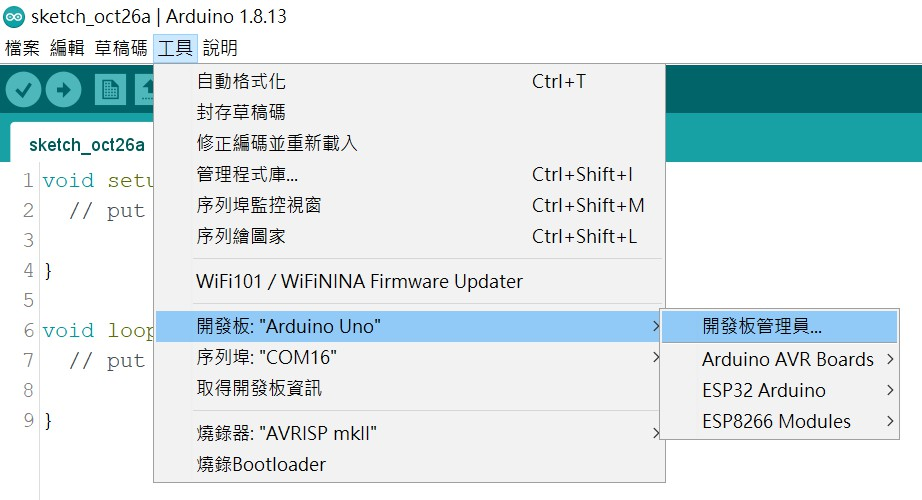 sketch_oct26a | Arduino 1.8.13
檔案 編輯 草稿碼 工具 說明
自動格式化 Ctrl+T
封存草稿碼
修正編碼並重新載入
管理程式庫... Ctrl+Shift+I
序列埠監控視窗 Ctrl+Shift+M
序列繪圖家 Ctrl+Shift+L
WiFi101 / WiFiNINA Firmware Updater
開發板: "Arduino Uno"
序列埠: "COM16"
取得開發板資訊
燒錄器: "AVRISP mkII"
燒錄Bootloader
開發板管理員...
Arduino AVR Boards
ESP32 Arduino
ESP8266 Modules
sketch_oct26a
1 void setu
2 // put
3
4 }
5
6 void loop
7 // put
8
9 }